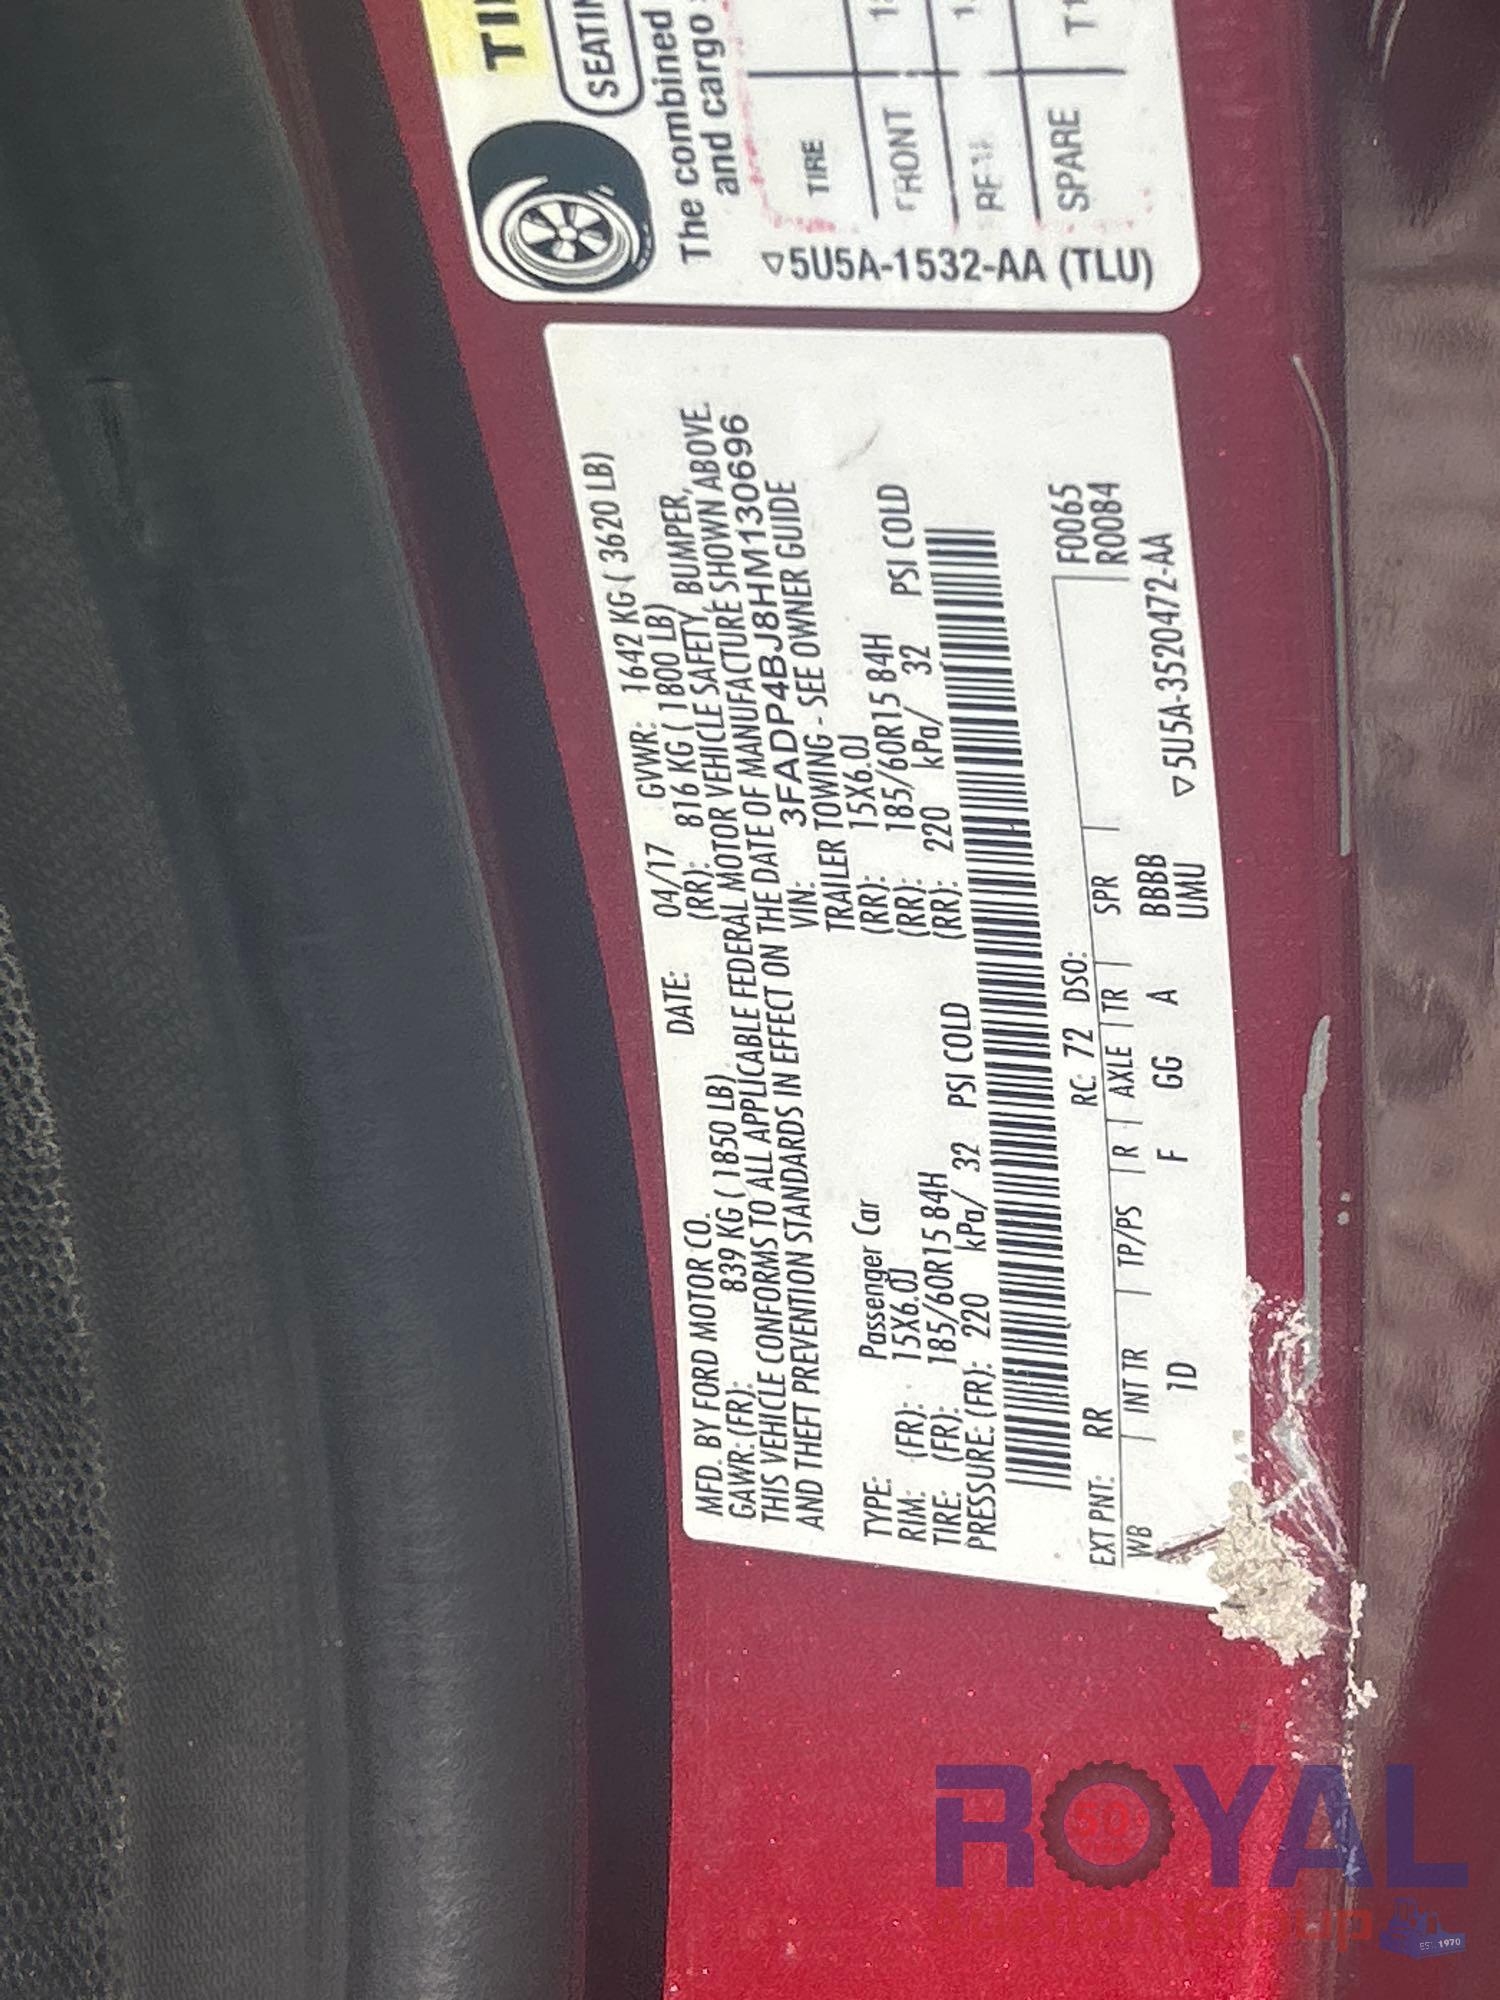 MFD. BY FORD MOTOR CO. DATE: 04/17 GVWR: 1642 KG ( 3620 LB)
GAWR: (FR): 839 KG ( 1850 LB) (RR): 816 KG ( 1800 LB)
THIS VEHICLE CONFORMS TO ALL APPLICABLE FEDERAL MOTOR VEHICLE SAFETY, BUMPER,
AND THEFT PREVENTION STANDARDS IN EFFECT ON THE DATE OF MANUFACTURE SHOWN ABOVE.
VIN: 3FADP4BJ8HM130696
TYPE: Passenger Car TRAILER TOWING - SEE OWNER GUIDE
RIM: (FR): 15X6.0J (RR): 15X6.0J
TIRE: (FR): 185/60R15 84H (RR): 185/60R15 84H
PRESSURE: (FR): 220 kPa/ 32 PSI COLD (RR): 220 kPa/ 32 PSI COLD
EXT PNT: RR RC: 72 DSO: F0065
WB INT TR TP/PS R AXLE TR SPR R0084
1D F GG A BBBB
UMU ▽5U5A-3520472-AA
The combined
and cargo
TIRE
FRONT
SPARE
▽5U5A-1532-AA (TLU)
ROYAL
50
Auction Group
EST. 1970